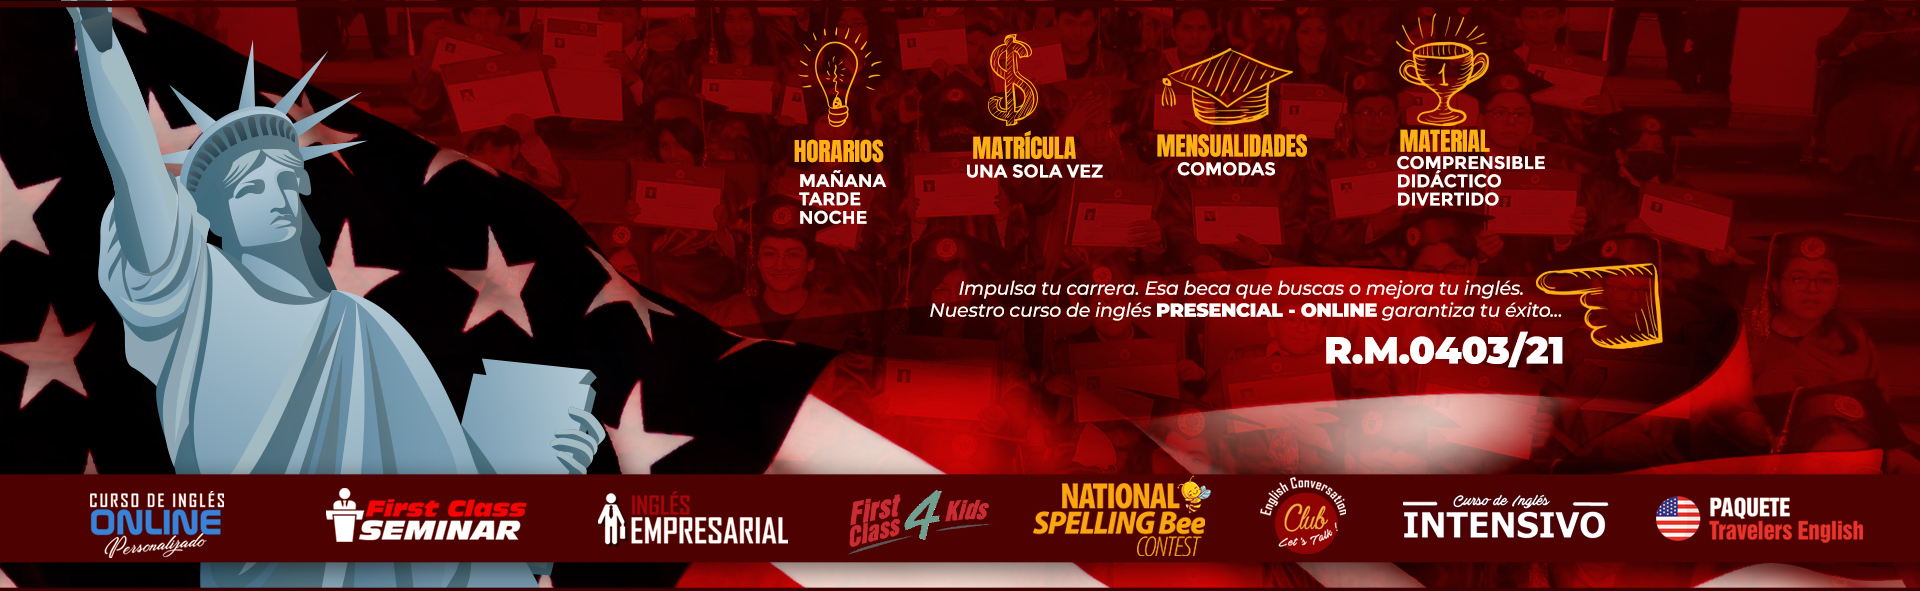 HORARIOS
MAÑANA
TARDE
NOCHE
MATRÍCULA
UNA SOLA VEZ
MENSUALIDADES
COMODAS
1
MATERIAL
COMPRENSIBLE
DIDÁCTICO
DIVERTIDO
Impulsa tu carrera. Esa beca que buscas o mejora tu inglés.
Nuestro curso de inglés PRESENCIAL - ONLINE garantiza tu éxito...
R.M.0403/21
CURSO DE INGLÉS
ONLINE
Personalizado
First Class
SEMINAR
INGLÉS
EMPRESARIAL
First
Class 4 Kids
NATIONAL
SPELLING Bee
CONTEST
English Conversation
Club
Let's Talk!
Curso de Inglés
INTENSIVO
PAQUETE
Travelers English